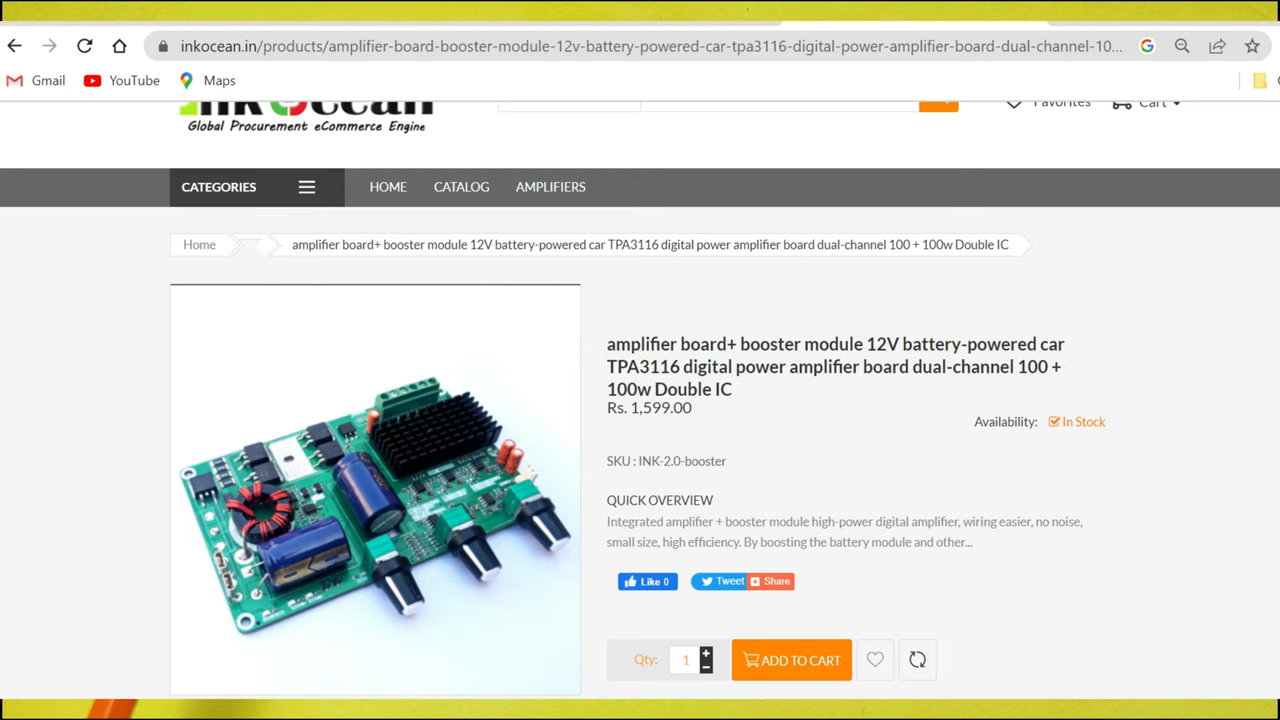 inkocean.in/products/amplifier-board-booster-module-12v-battery-powered-car-tpa3116-digital-power-amplifier-board-dual-channel-10...
Gmail YouTube Maps
InkOcean
Global Procurement eCommerce Engine
Favorites Cart
CATEGORIES HOME CATALOG AMPLIFIERS
Home amplifier board+ booster module 12V battery-powered car TPA3116 digital power amplifier board dual-channel 100 + 100w Double IC
amplifier board+ booster module 12V battery-powered car
TPA3116 digital power amplifier board dual-channel 100 +
100w Double IC
Rs. 1,599.00
Availability: In Stock
SKU : INK-2.0-booster
QUICK OVERVIEW
Integrated amplifier + booster module high-power digital amplifier, wiring easier, no noise,
small size, high efficiency. By boosting the battery module and other...
Like 0 Tweet Share
Qty: 1 + - ADD TO CART